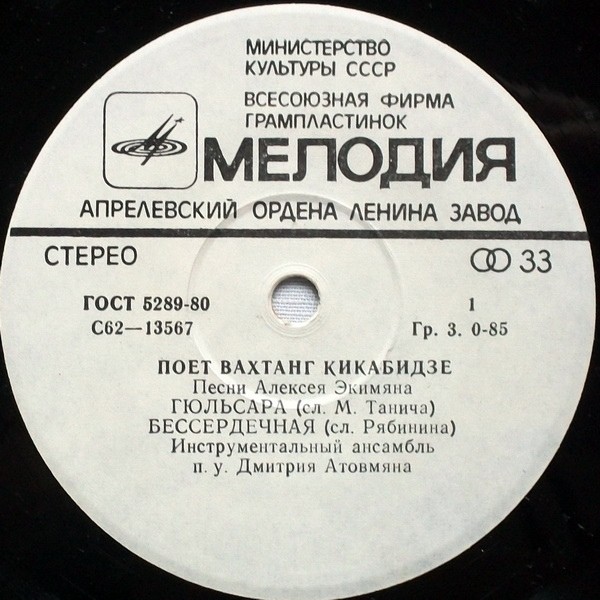 МИНИСТЕРСТВО
КУЛЬТУРЫ СССР
ВСЕСОЮЗНАЯ ФИРМА
ГРАМПЛАСТИНОК
МЕЛОДИЯ
АПРЕЛЕВСКИЙ ОРДЕНА ЛЕНИНА ЗАВОД
СТЕРЕО 33
ГОСТ 5289-80 1
С62—13567 Гр. 3. 0-85
ПОЕТ ВАХТАНГ КИКАБИДЗЕ
Песни Алексея Экимяна
ГЮЛЬСАРА (сл. М. Танича)
БЕССЕРДЕЧНАЯ (сл. Рябинина)
Инструментальный ансамбль
п. у. Дмитрия Атовмяна